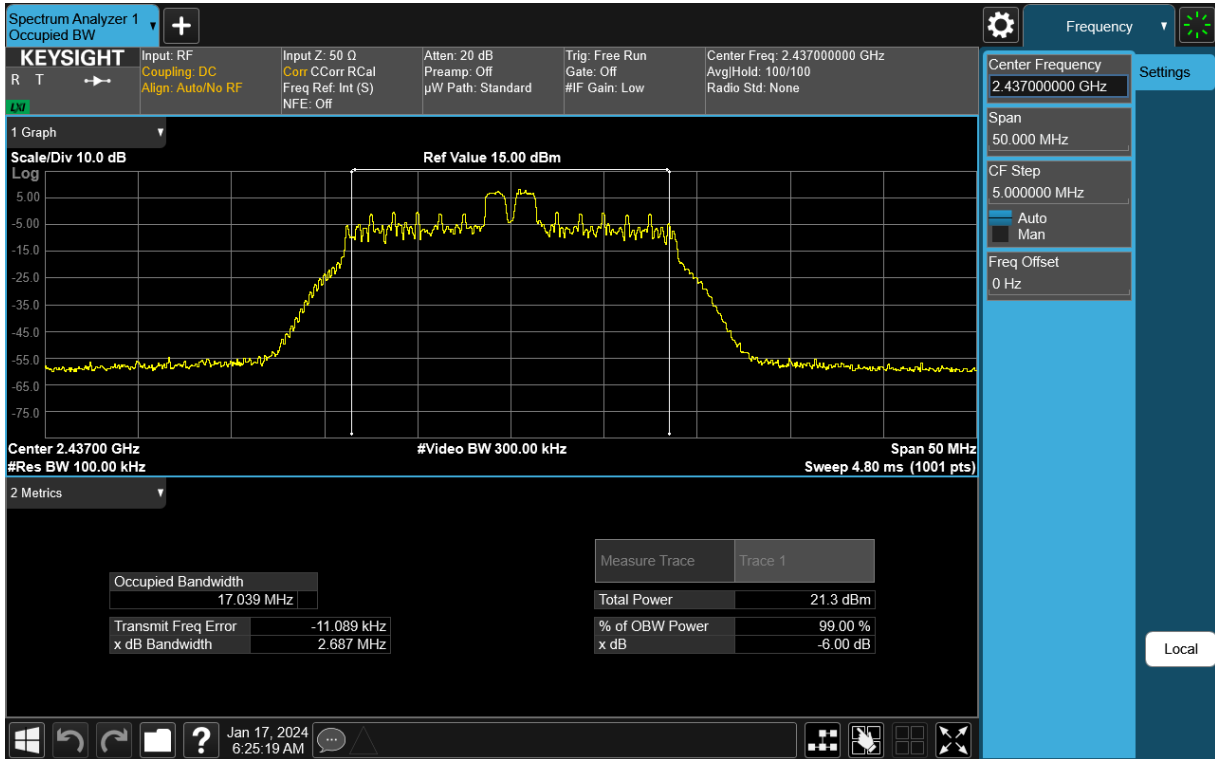 Spectrum Analyzer 1
Occupied BW
Frequency
KEYSIGHT
R T
LXI
Input: RF
Coupling: DC
Align: Auto/No RF
Input Z: 50 Ω
Corr CCorr RCal
Freq Ref: Int (S)
NFE: Off
Atten: 20 dB
Preamp: Off
µW Path: Standard
Trig: Free Run
Gate: Off
#IF Gain: Low
Center Freq: 2.437000000 GHz
Avg|Hold: 100/100
Radio Std: None
1 Graph
Scale/Div 10.0 dB
Ref Value 15.00 dBm
Log
5.00
-5.00
-15.0
-25.0
-35.0
-45.0
-55.0
-65.0
-75.0
Center 2.43700 GHz
#Video BW 300.00 kHz
Span 50 MHz
#Res BW 100.00 kHz
Sweep 4.80 ms (1001 pts)
2 Metrics
Measure Trace Trace 1
Occupied Bandwidth
17.039 MHz
Total Power 21.3 dBm
Transmit Freq Error -11.089 kHz
% of OBW Power 99.00 %
x dB Bandwidth 2.687 MHz
x dB -6.00 dB
Center Frequency
2.437000000 GHz
Settings
Span
50.000 MHz
CF Step
5.000000 MHz
Auto
Man
Freq Offset
0 Hz
Local
?
Jan 17, 2024
6:25:19 AM